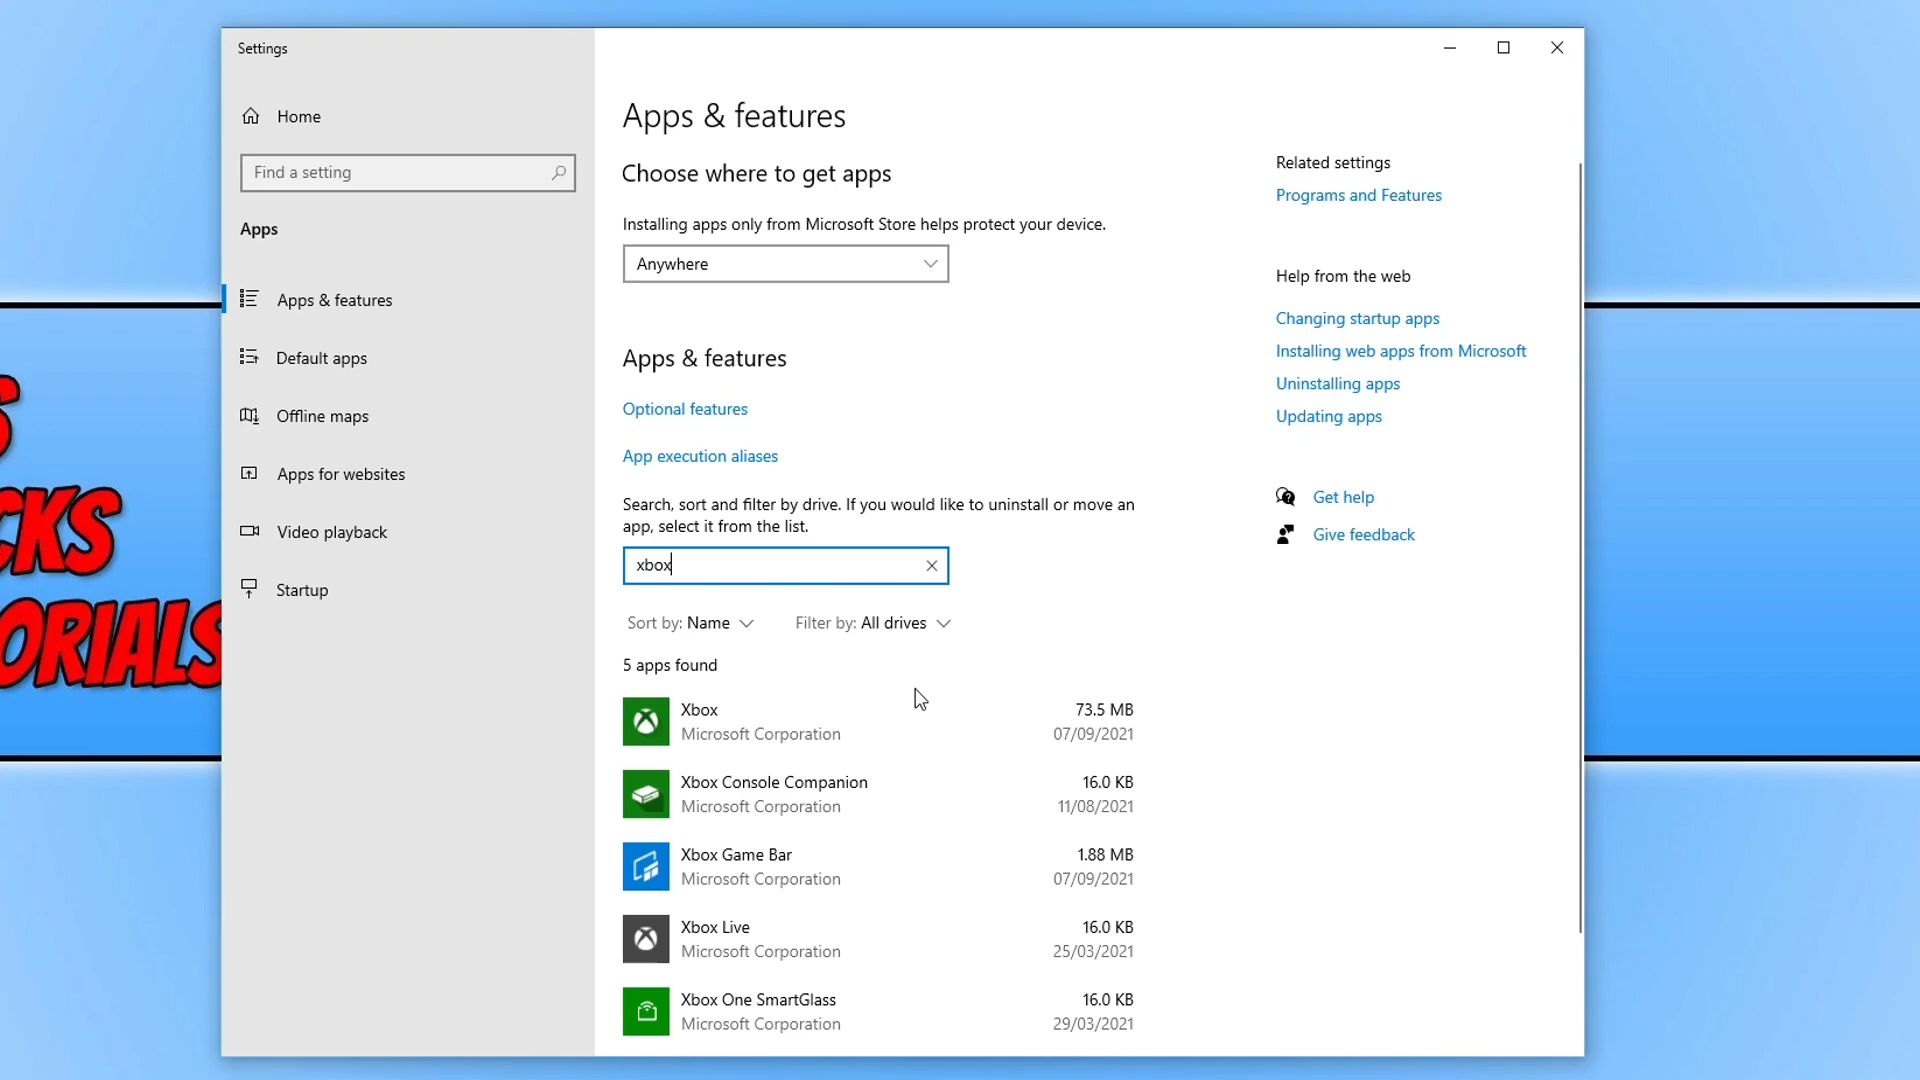 Settings
Home
Find a setting
Apps
Apps & features
Default apps
Offline maps
Apps for websites
Video playback
Startup
Apps & features
Choose where to get apps
Installing apps only from Microsoft Store helps protect your device.
Anywhere
Apps & features
Optional features
App execution aliases
Search, sort and filter by drive. If you would like to uninstall or move an
app, select it from the list.
xbox
Sort by: Name Filter by: All drives
5 apps found
Xbox 73.5 MB
Microsoft Corporation 07/09/2021
Xbox Console Companion 16.0 KB
Microsoft Corporation 11/08/2021
Xbox Game Bar 1.88 MB
Microsoft Corporation 07/09/2021
Xbox Live 16.0 KB
Microsoft Corporation 25/03/2021
Xbox One SmartGlass 16.0 KB
Microsoft Corporation 29/03/2021
Related settings
Programs and Features
Help from the web
Changing startup apps
Installing web apps from Microsoft
Uninstalling apps
Updating apps
Get help
Give feedback
S
CKS
ORIALS